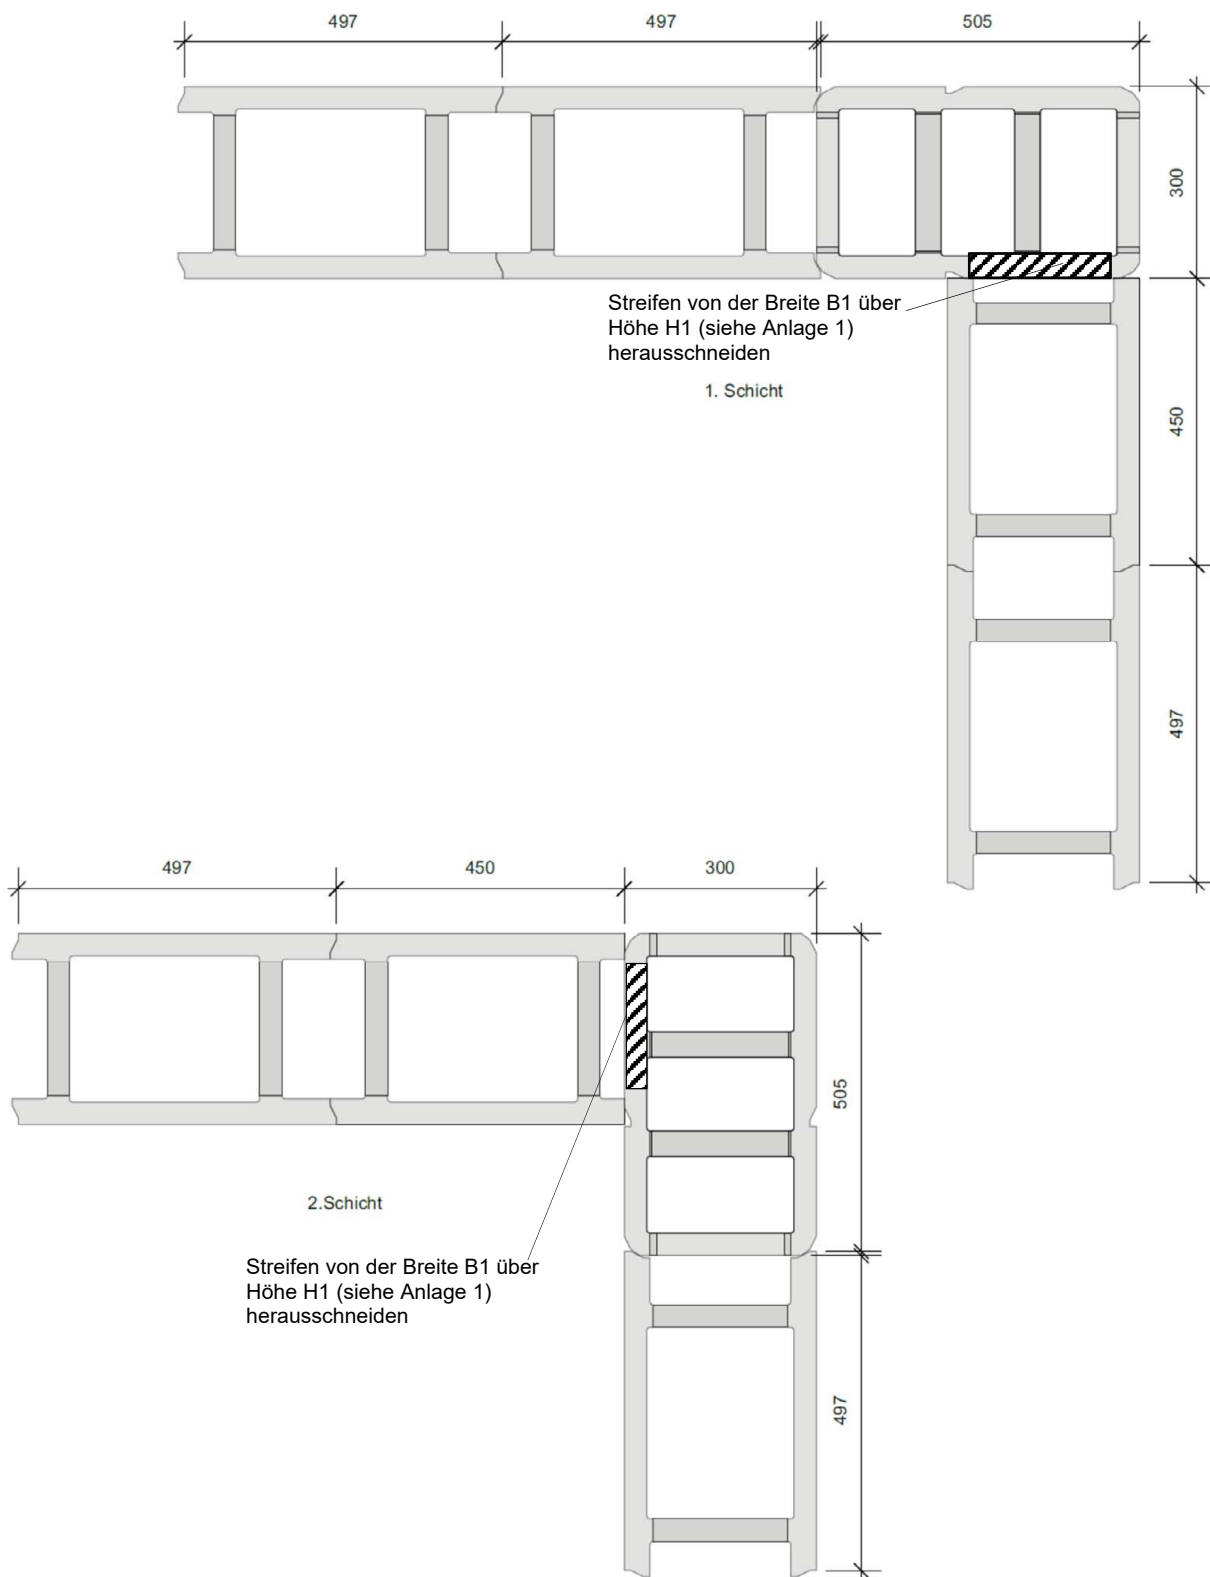 497
497
505
300
Streifen von der Breite B1 über
Höhe H1 (siehe Anlage 1)
herausschneiden
1. Schicht
450
497
497
450
300
505
2.Schicht
Streifen von der Breite B1 über
Höhe H1 (siehe Anlage 1)
herausschneiden
497